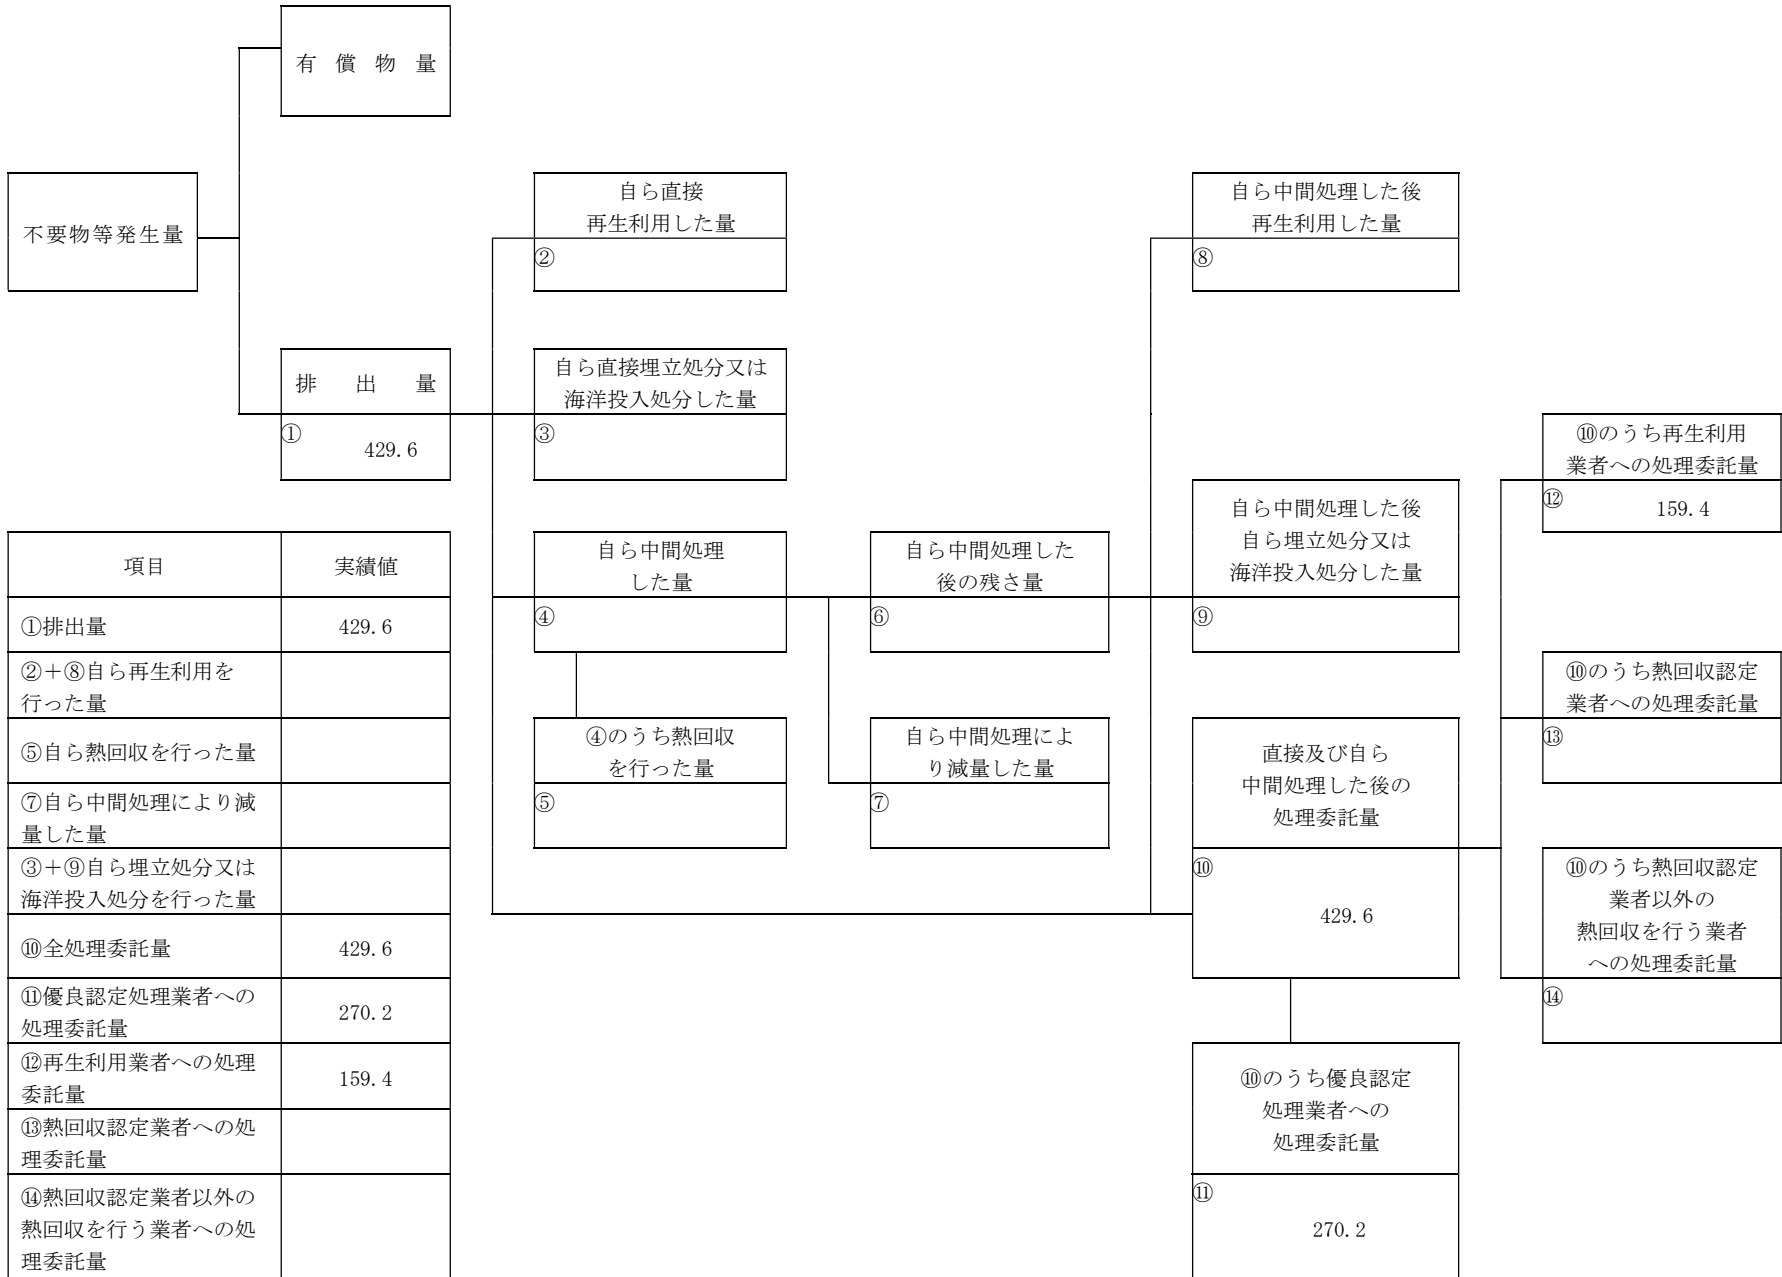 有 償 物 量
不要物等発生量
自ら直接
再生利用した量
②
自ら中間処理した後
再生利用した量
⑧
排 出 量
①
429.6
自ら直接埋立処分又は
海洋投入処分した量
③
⑩のうち再生利用
業者への処理委託量
⑫
159.4
自ら中間処理
した量
④
自ら中間処理した
後の残さ量
⑥
自ら中間処理した後
自ら埋立処分又は
海洋投入処分した量
⑨
⑩のうち熱回収認定
業者への処理委託量
⑬
④のうち熱回収
を行った量
⑤
自ら中間処理によ
り減量した量
⑦
直接及び自ら
中間処理した後の
処理委託量
⑩
429.6
⑩のうち熱回収認定
業者以外の
熱回収を行う業者
への処理委託量
⑭
⑩のうち優良認定
処理業者への
処理委託量
⑪
270.2
項目 実績値
①排出量 429.6
②＋⑧自ら再生利用を
行った量
⑤自ら熱回収を行った量
⑦自ら中間処理により減
量した量
③＋⑨自ら埋立処分又は
海洋投入処分を行った量
⑩全処理委託量 429.6
⑪優良認定処理業者への
処理委託量 270.2
⑫再生利用業者への処理
委託量 159.4
⑬熱回収認定業者への処
理委託量
⑭熱回収認定業者以外の
熱回収を行う業者への処
理委託量